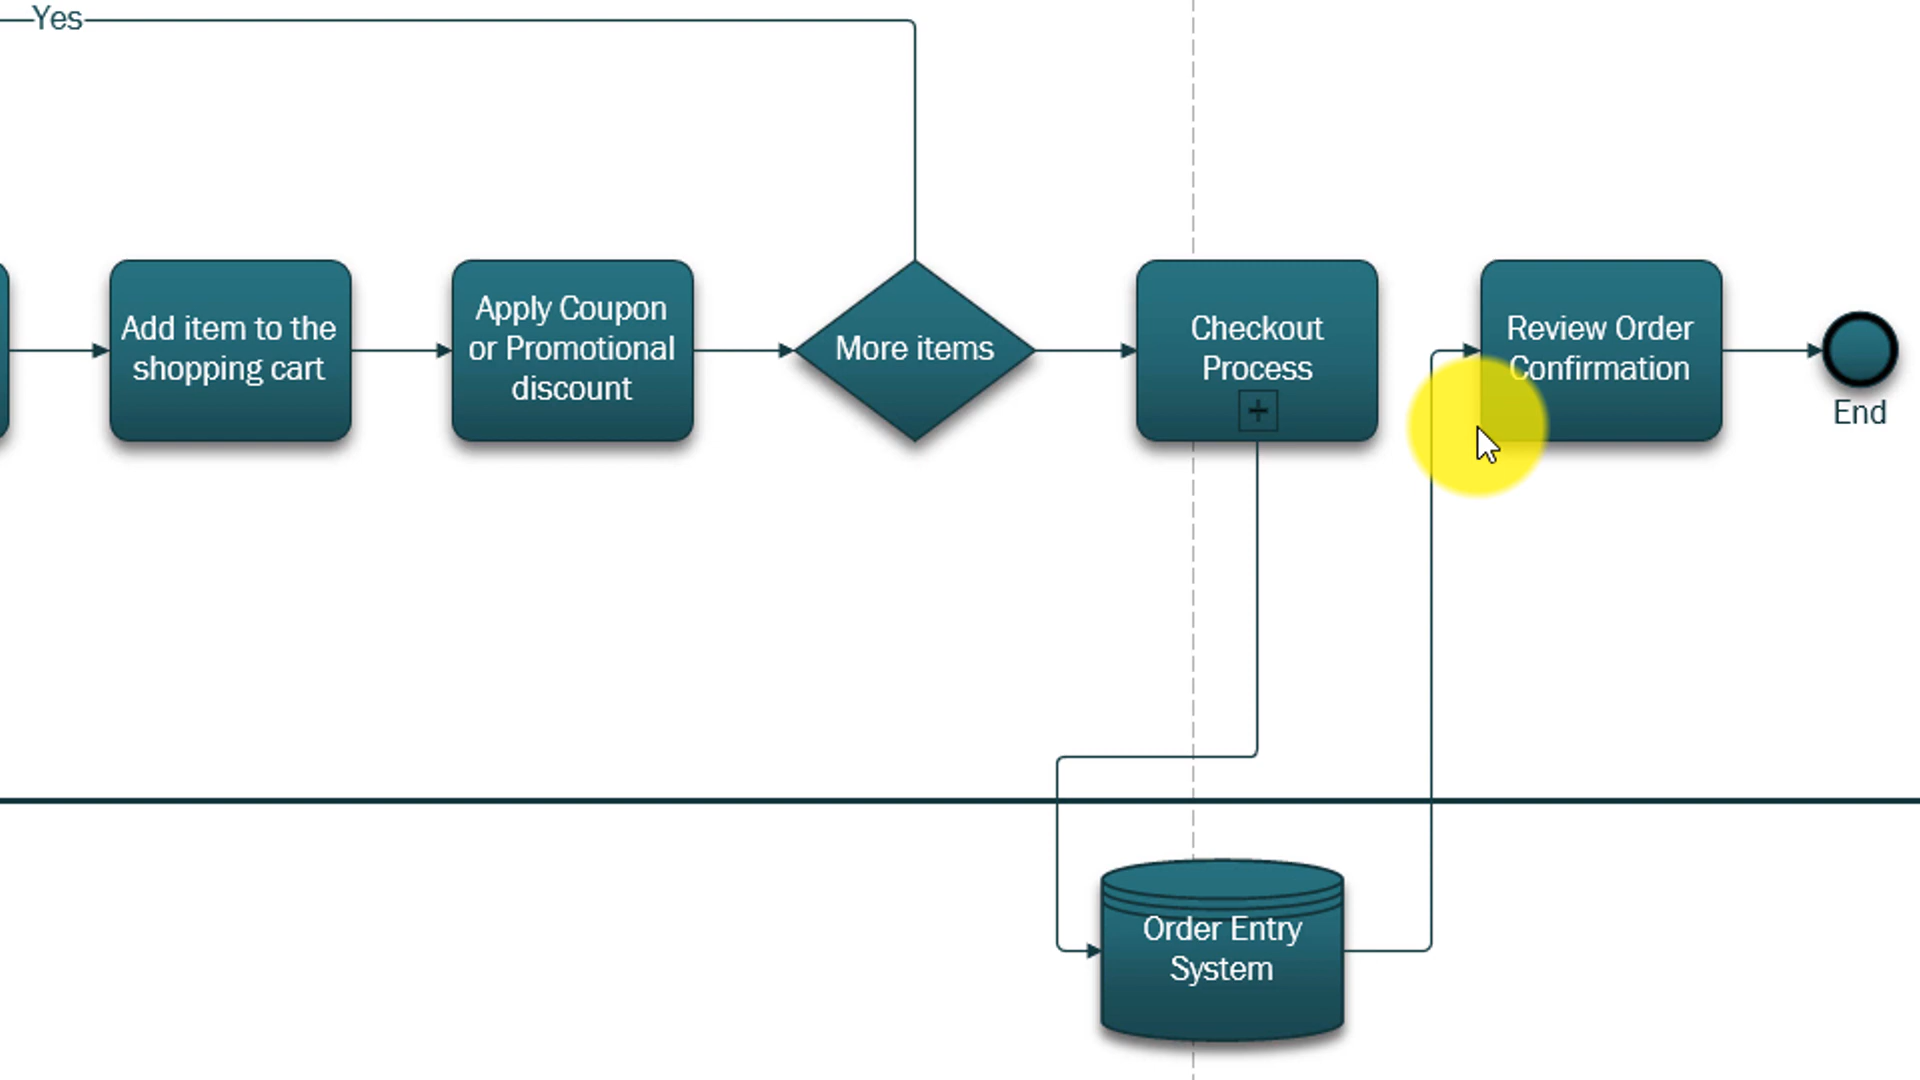 Yes
Add item to the
shopping cart
Apply Coupon
or Promotional
discount
More items
Checkout
Process
Review Order
Confirmation
End
Order Entry
System